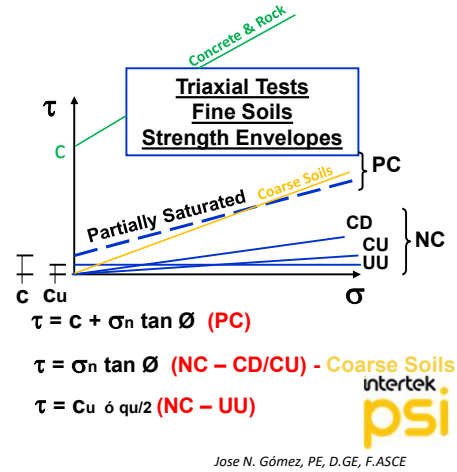 Concrete & Rock
Triaxial Tests
Fine Soils
Strength Envelopes
τ
C
PC
Coarse Soils
Partially Saturated
CD
CU
UU
NC
c
Cu
σ
τ = c + σn tan Ø (PC)
τ = σn tan Ø (NC – CD/CU) - Coarse Soils
τ = cu ó qu/2 (NC – UU)
intertek
psi
Jose N. Gómez, PE, D.GE, F.ASCE